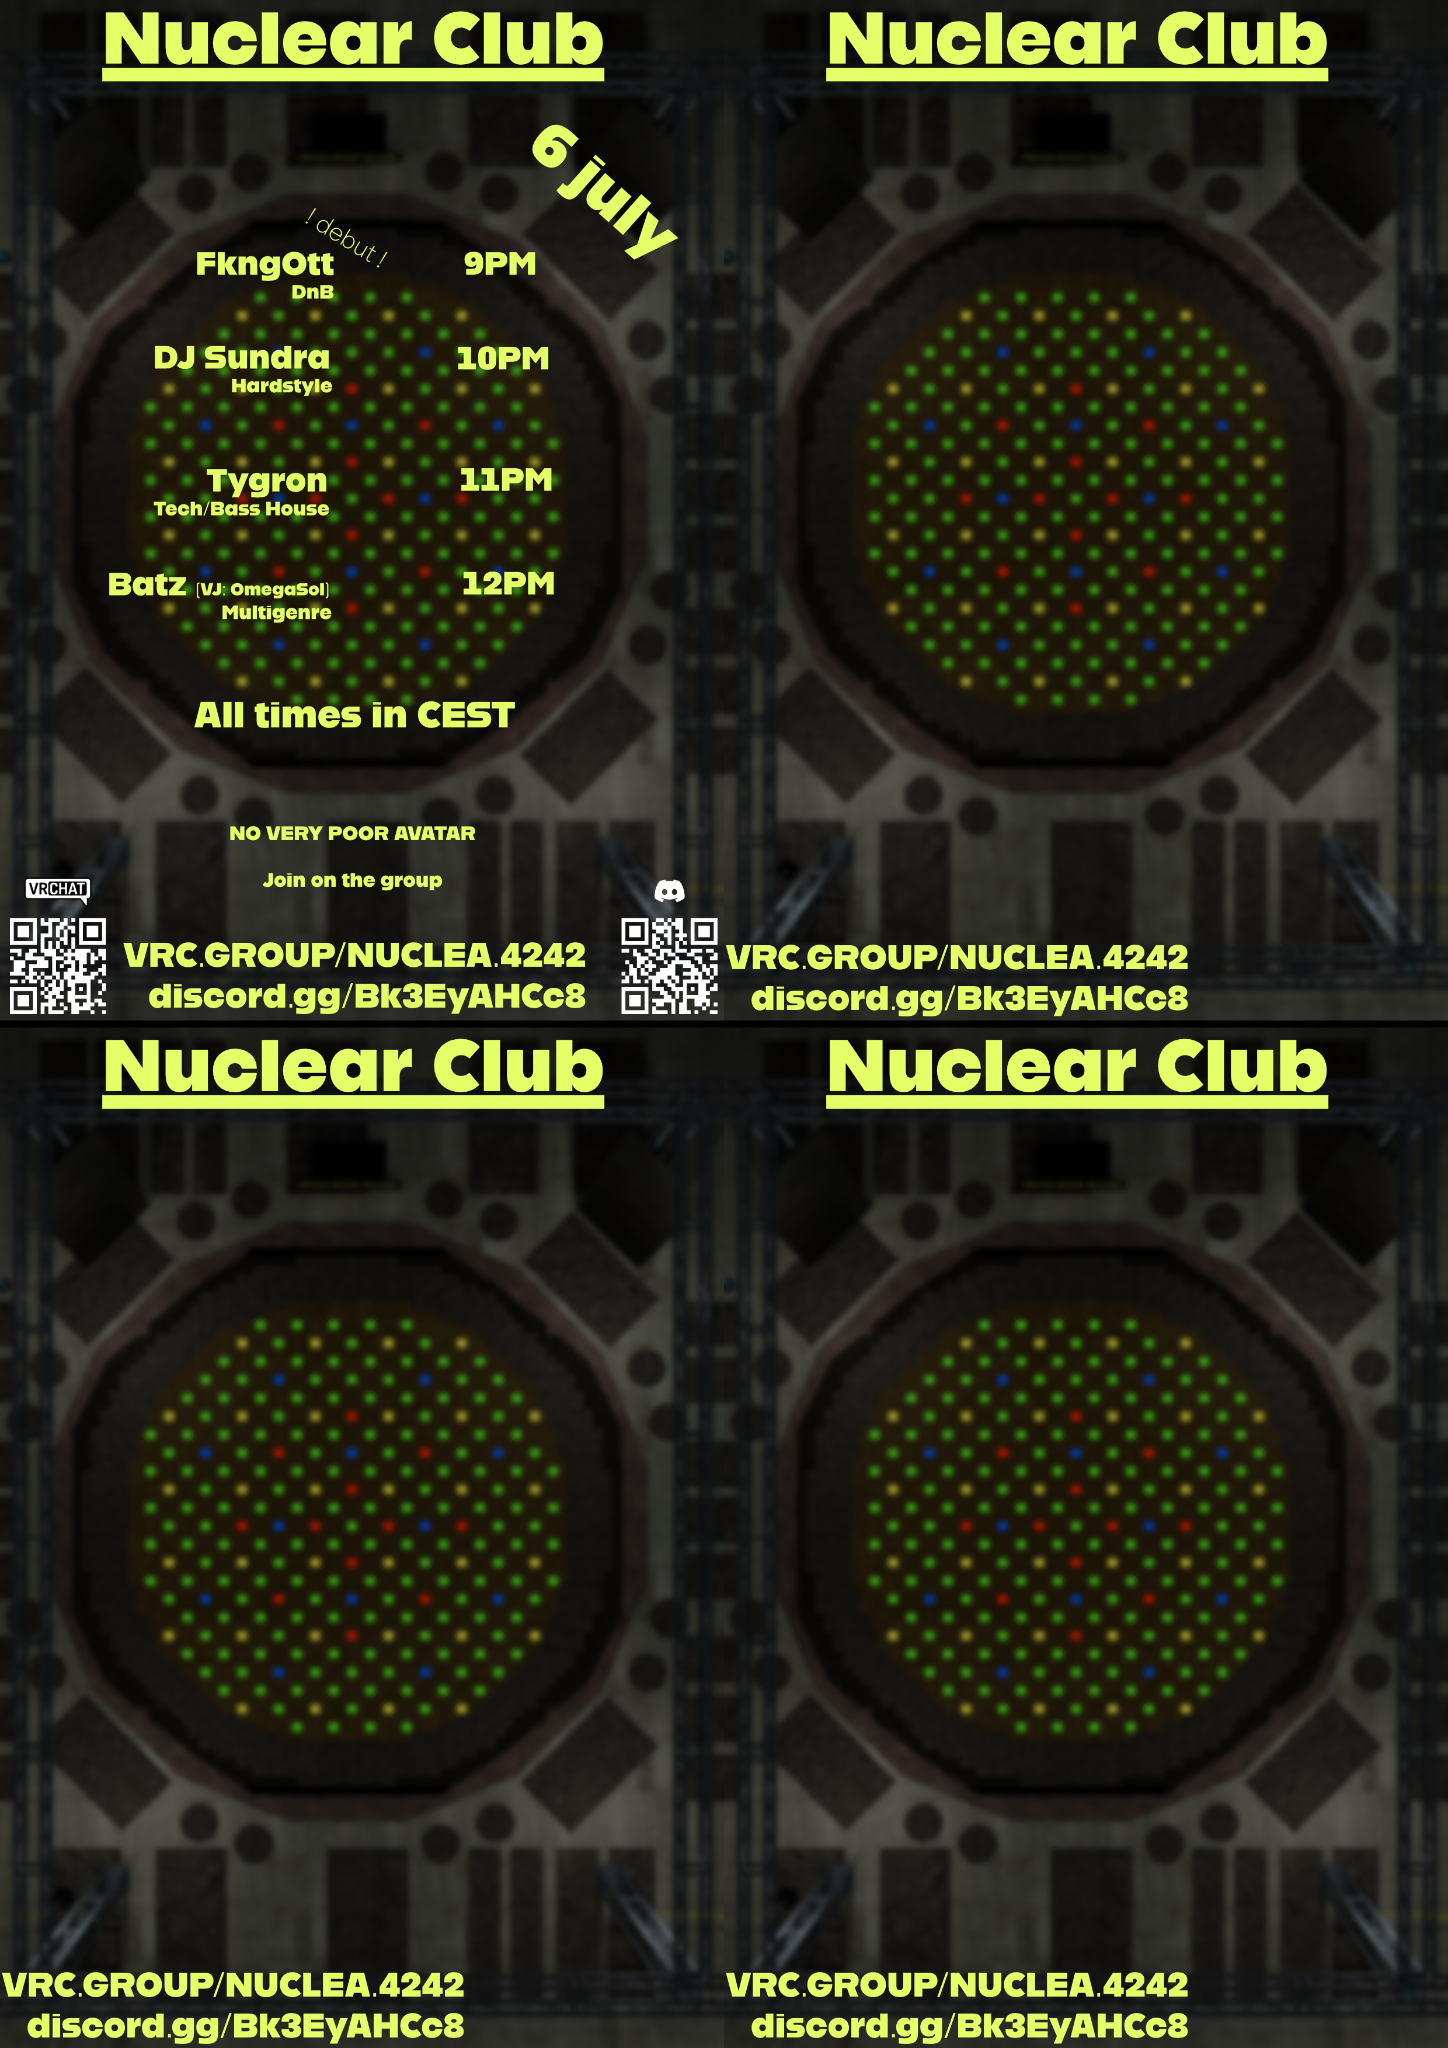 Nuclear Club
6 july
! debut !
FkngOtt 9PM
DnB
DJ Sundra 10PM
Hardstyle
Tygron 11PM
Tech/Bass House
Batz (VJ: OmegaSol) 12PM
Multigenre
All times in CEST
NO VERY POOR AVATAR
Join on the group
VRCHAT
VRC.GROUP/NUCLEA.4242
discord.gg/Bk3EyAHCc8
Nuclear Club
VRC.GROUP/NUCLEA.4242
discord.gg/Bk3EyAHCc8
Nuclear Club
VRC.GROUP/NUCLEA.4242
discord.gg/Bk3EyAHCc8
Nuclear Club
VRC.GROUP/NUCLEA.4242
discord.gg/Bk3EyAHCc8